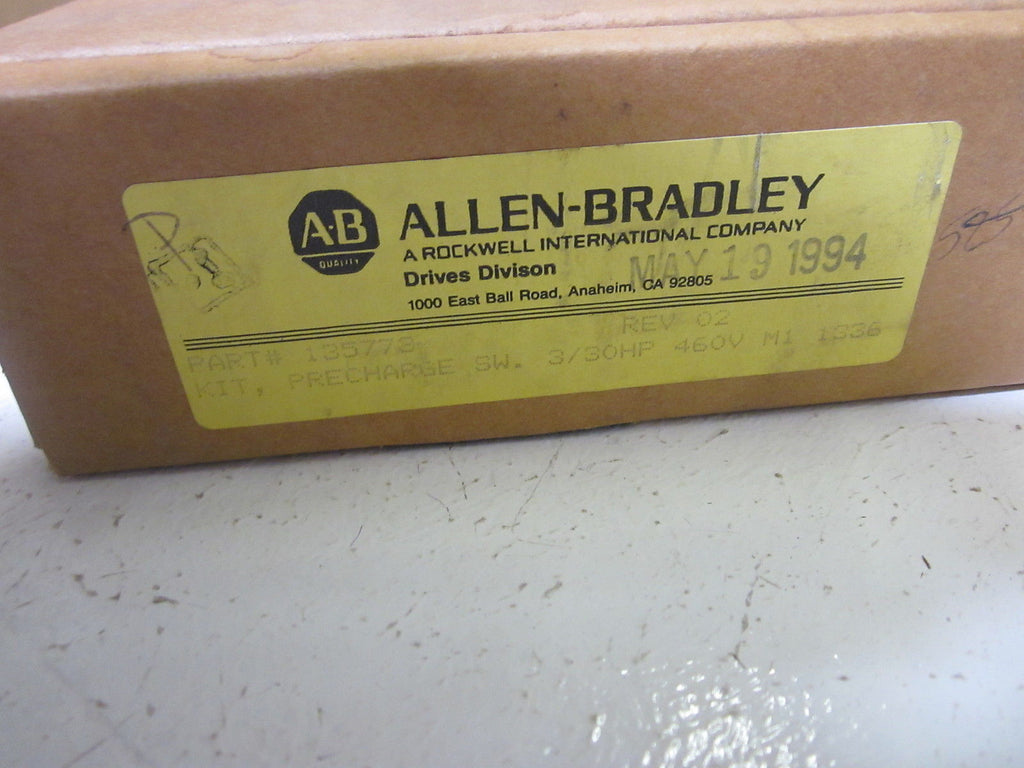 A·B
QUALITY
ALLEN-BRADLEY
A ROCKWELL INTERNATIONAL COMPANY
Drives Divison
MAY 19 1994
1000 East Ball Road, Anaheim, CA 92805
PART# 135773 REV 02
KIT, PRECHARGE SW. 3/30HP 460V M1 1336